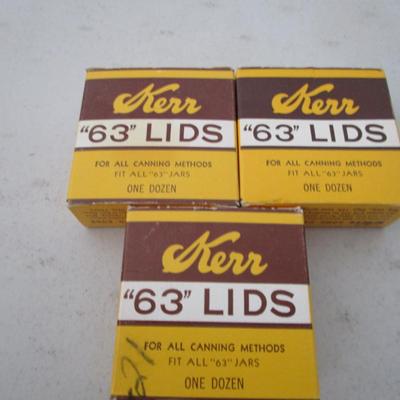 Kerr
"63" LIDS
FOR ALL CANNING METHODS
FIT ALL "63" JARS
ONE DOZEN
Kerr
"63" LIDS
FOR ALL CANNING METHODS
FIT ALL "63" JARS
ONE DOZEN
Kerr
"63" LIDS
FOR ALL CANNING METHODS
FIT ALL "63" JARS
ONE DOZEN